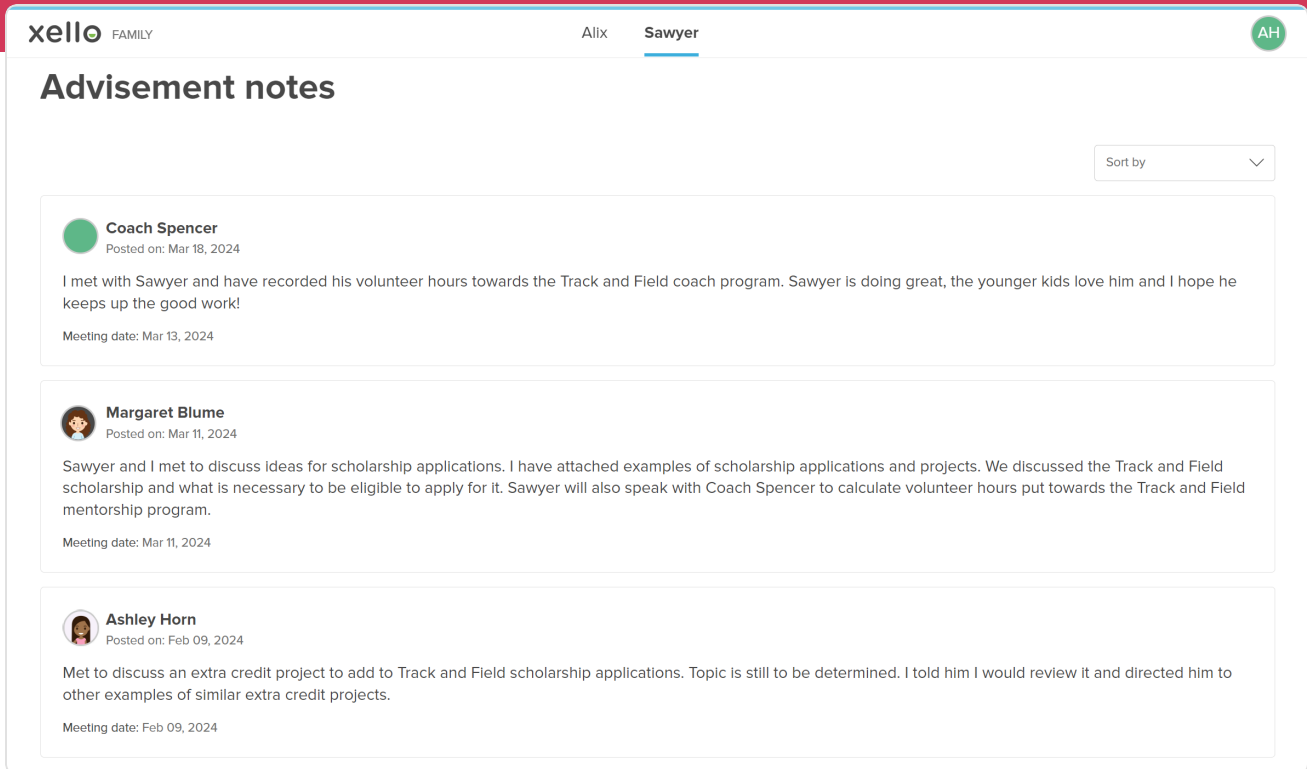 xello FAMILY
Alix
Sawyer
AH
Advisement notes
Sort by
Coach Spencer
Posted on: Mar 18, 2024
I met with Sawyer and have recorded his volunteer hours towards the Track and Field coach program. Sawyer is doing great, the younger kids love him and I hope he
keeps up the good work!
Meeting date: Mar 13, 2024
Margaret Blume
Posted on: Mar 11, 2024
Sawyer and I met to discuss ideas for scholarship applications. I have attached examples of scholarship applications and projects. We discussed the Track and Field
scholarship and what is necessary to be eligible to apply for it. Sawyer will also speak with Coach Spencer to calculate volunteer hours put towards the Track and Field
mentorship program.
Meeting date: Mar 11, 2024
Ashley Horn
Posted on: Feb 09, 2024
Met to discuss an extra credit project to add to Track and Field scholarship applications. Topic is still to be determined. I told him I would review it and directed him to
other examples of similar extra credit projects.
Meeting date: Feb 09, 2024